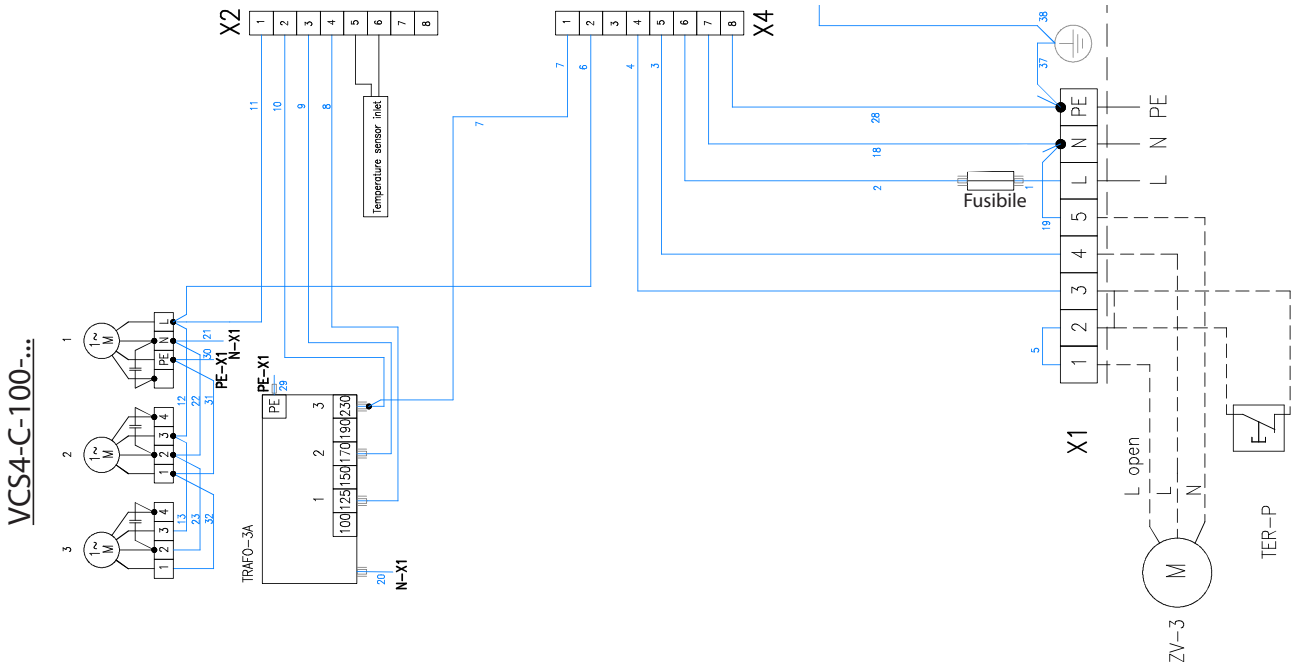 VCS4-C-100-...
X2
1 2 3 4 5 6 7 8
Temperature sensor inlet
11 10 9 8
X4
1 2 3 4 5 6 7 8
7 6 4 3
7
2 18 28
Fusibile
1
19
37
38
5
X1
1 2 3 4 5 L N PE
L N PE
1
1~
M
PE N L
2
1~
M
1 2 3 4
3
1~
M
1 2 3 4
12 22 31
13 23 32
30 21
PE-X1
N-X1
PE-X1
29
TRAFO-3A
PE
1 2 3
100 125 150 170 190 230
20
N-X1
L open
L
N
M
ZV-3
TER-P